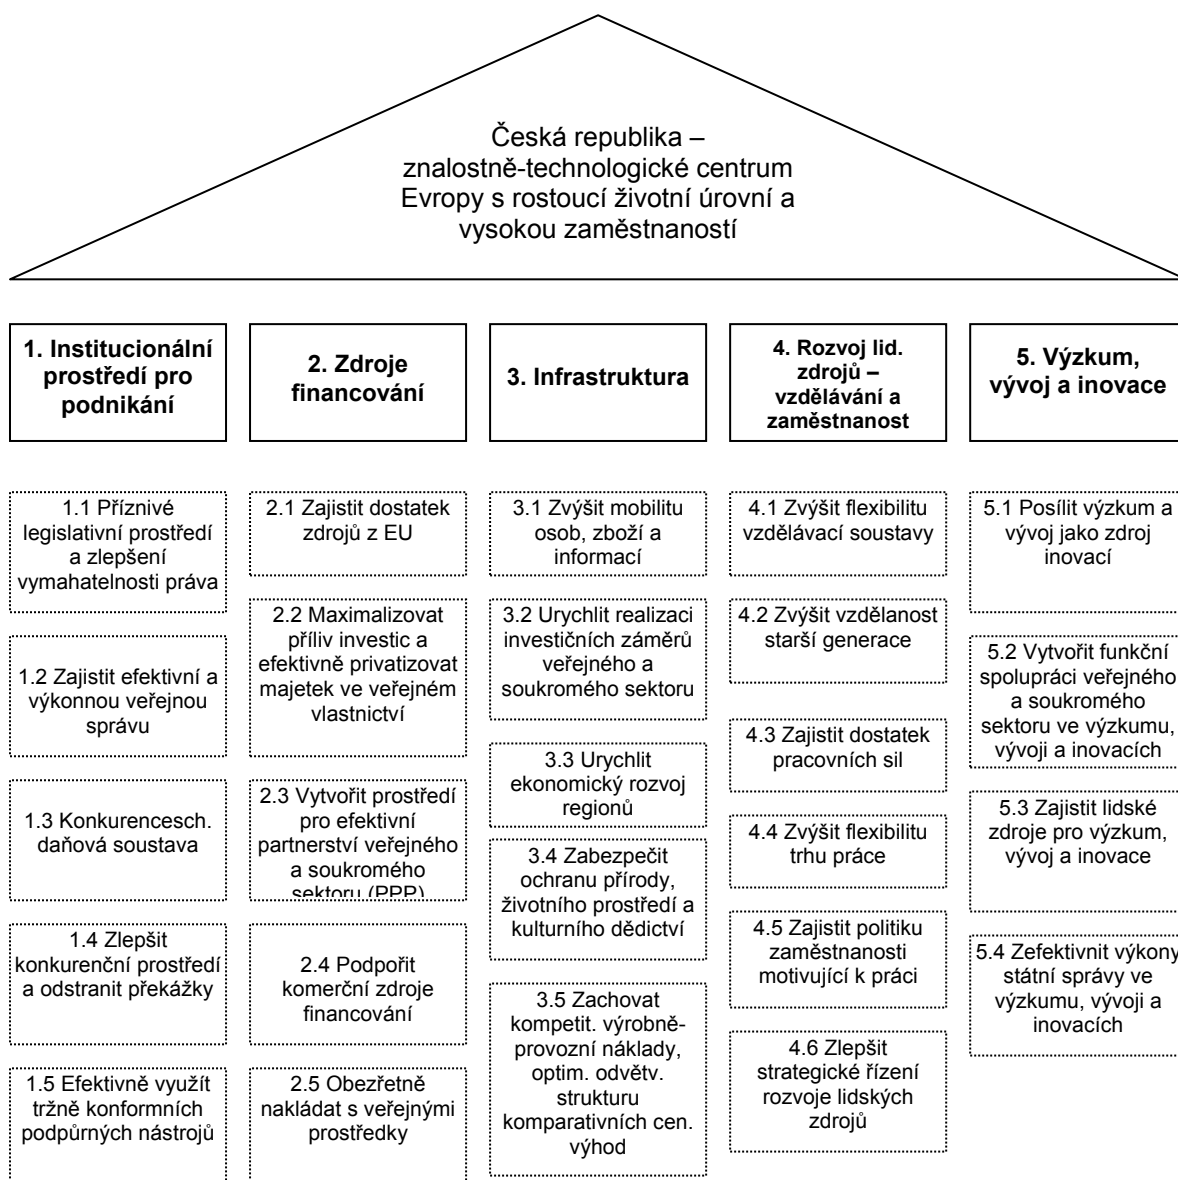 Česká republika –
znalostně-technologické centrum
Evropy s rostoucí životní úrovní a
vysokou zaměstnaností
1. Institucionální
prostředí pro
podnikání
2. Zdroje
financování
3. Infrastruktura
4. Rozvoj lid.
zdrojů –
vzdělávání a
zaměstnanost
5. Výzkum,
vývoj a inovace
1.1 Příznivé
legislativní prostředí
a zlepšení
vymahatelnosti práva
1.2 Zajistit efektivní a
výkonnou veřejnou
správu
1.3 Konkurencesch.
daňová soustava
1.4 Zlepšit
konkurenční prostředí
a odstranit překážky
1.5 Efektivně využít
tržně konformních
podpůrných nástrojů
2.1 Zajistit dostatek
zdrojů z EU
2.2 Maximalizovat
příliv investic a
efektivně privatizovat
majetek ve veřejném
vlastnictví
2.3 Vytvořit prostředí
pro efektivní
partnerství veřejného
a soukromého
sektoru (PPP)
2.4 Podpořit
komerční zdroje
financování
2.5 Obezřetně
nakládat s veřejnými
prostředky
3.1 Zvýšit mobilitu
osob, zboží a
informací
3.2 Urychlit realizaci
investičních záměrů
veřejného a
soukromého sektoru
3.3 Urychlit
ekonomický rozvoj
regionů
3.4 Zabezpečit
ochranu přírody,
životního prostředí a
kulturního dědictví
3.5 Zachovat
kompetit. výrobně-
provozní náklady,
optim. odvětv.
strukturu
komparativních cen.
výhod
4.1 Zvýšit flexibilitu
vzdělávací soustavy
4.2 Zvýšit vzdělanost
starší generace
4.3 Zajistit dostatek
pracovních sil
4.4 Zvýšit flexibilitu
trhu práce
4.5 Zajistit politiku
zaměstnanosti
motivující k práci
4.6 Zlepšit
strategické řízení
rozvoje lidských
zdrojů
5.1 Posílit výzkum a
vývoj jako zdroj
inovací
5.2 Vytvořit funkční
spolupráci veřejného
a soukromého
sektoru ve výzkumu,
vývoji a inovacích
5.3 Zajistit lidské
zdroje pro výzkum,
vývoj a inovace
5.4 Zefektivnit výkony
státní správy ve
výzkumu, vývoji a
inovacích